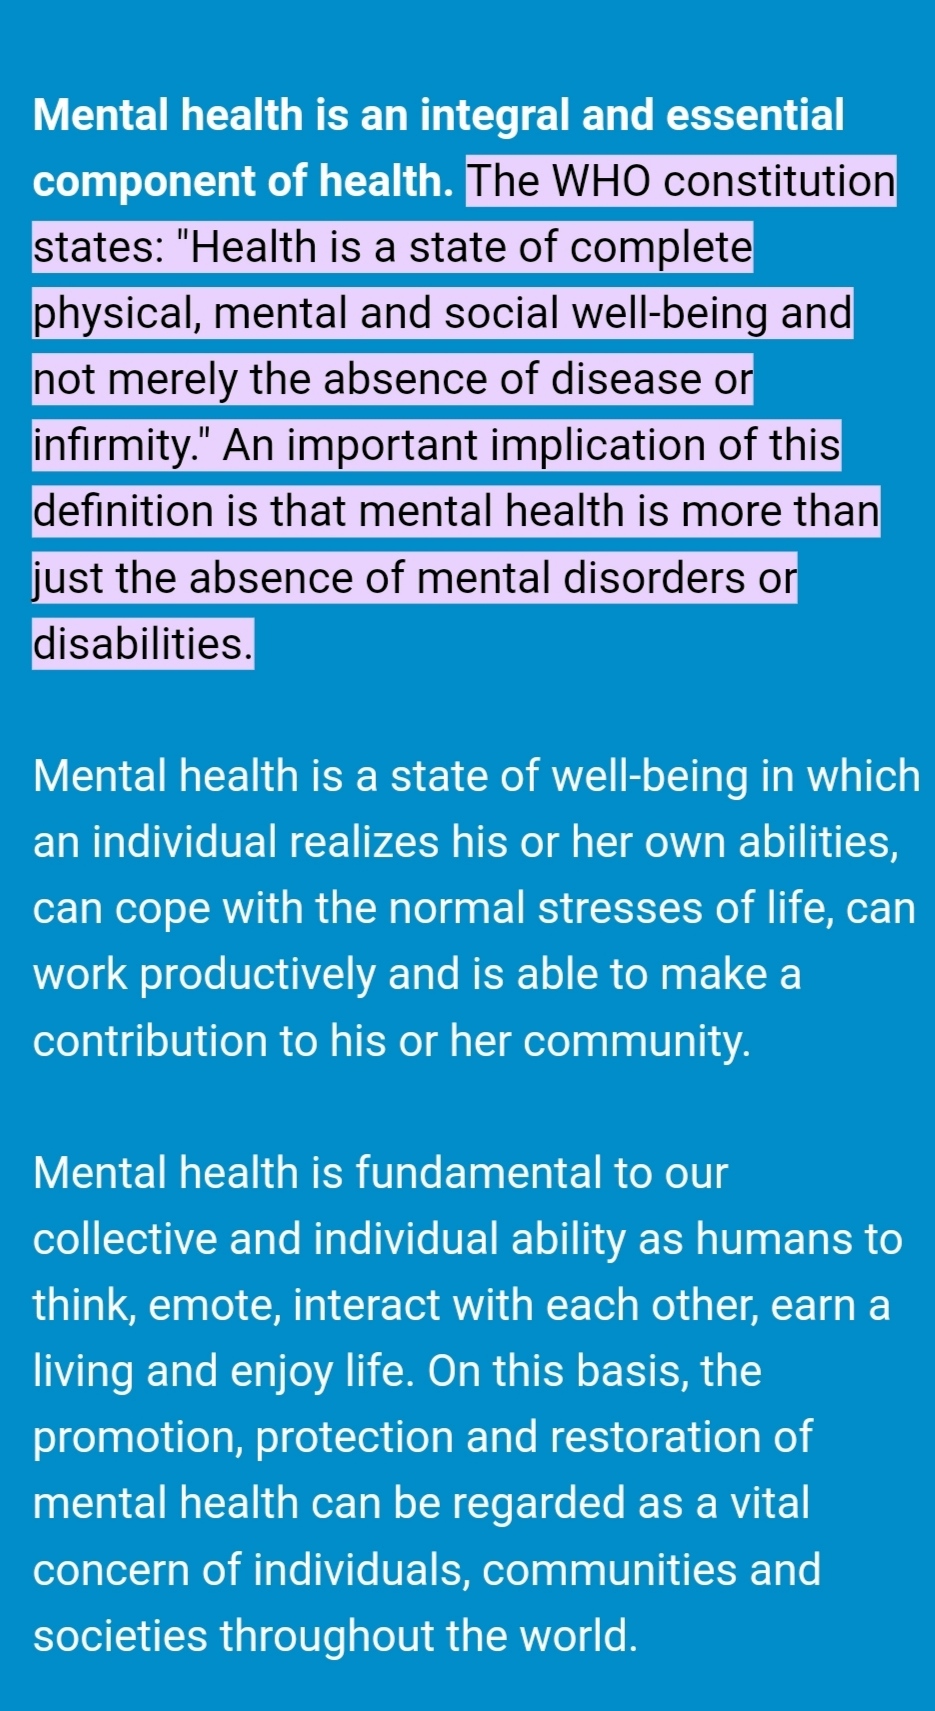 Mental health is an integral and essential
component of health. The WHO constitution
states: "Health is a state of complete
physical, mental and social well-being and
not merely the absence of disease or
infirmity." An important implication of this
definition is that mental health is more than
just the absence of mental disorders or
disabilities.
Mental health is a state of well-being in which
an individual realizes his or her own abilities,
can cope with the normal stresses of life, can
work productively and is able to make a
contribution to his or her community.
Mental health is fundamental to our
collective and individual ability as humans to
think, emote, interact with each other, earn a
living and enjoy life. On this basis, the
promotion, protection and restoration of
mental health can be regarded as a vital
concern of individuals, communities and
societies throughout the world.